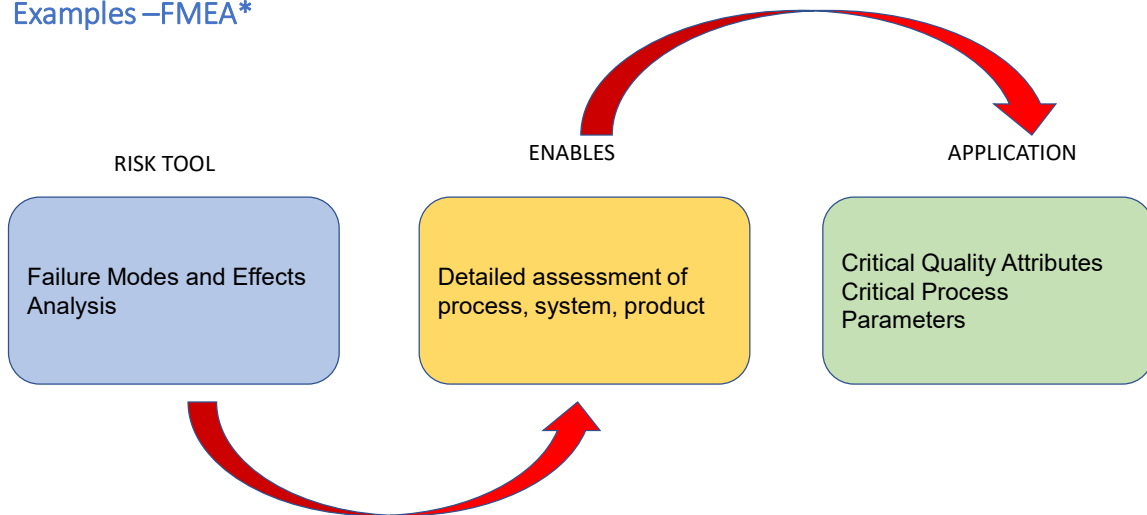 Examples –FMEA*
RISK TOOL
ENABLES
APPLICATION
Failure Modes and Effects
Analysis
Detailed assessment of
process, system, product
Critical Quality Attributes
Critical Process
Parameters